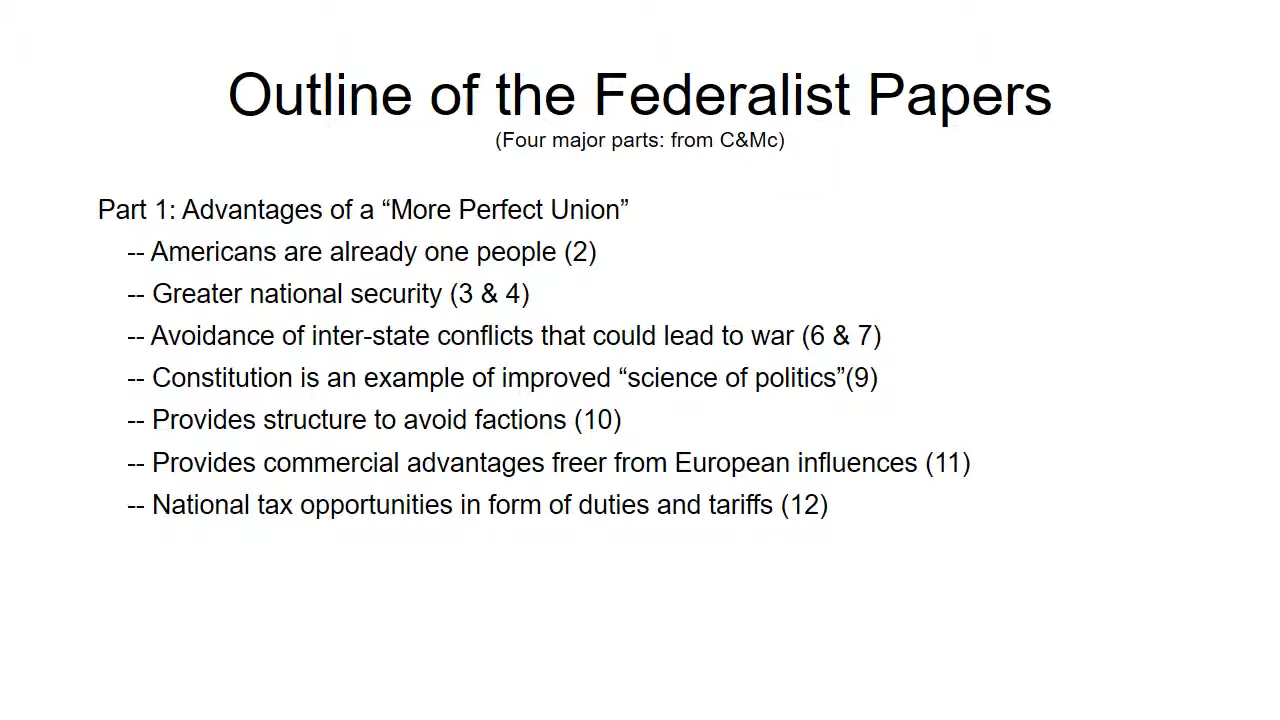 Outline of the Federalist Papers
(Four major parts: from C&Mc)
Part 1: Advantages of a “More Perfect Union”
-- Americans are already one people (2)
-- Greater national security (3 & 4)
-- Avoidance of inter-state conflicts that could lead to war (6 & 7)
-- Constitution is an example of improved “science of politics”(9)
-- Provides structure to avoid factions (10)
-- Provides commercial advantages freer from European influences (11)
-- National tax opportunities in form of duties and tariffs (12)